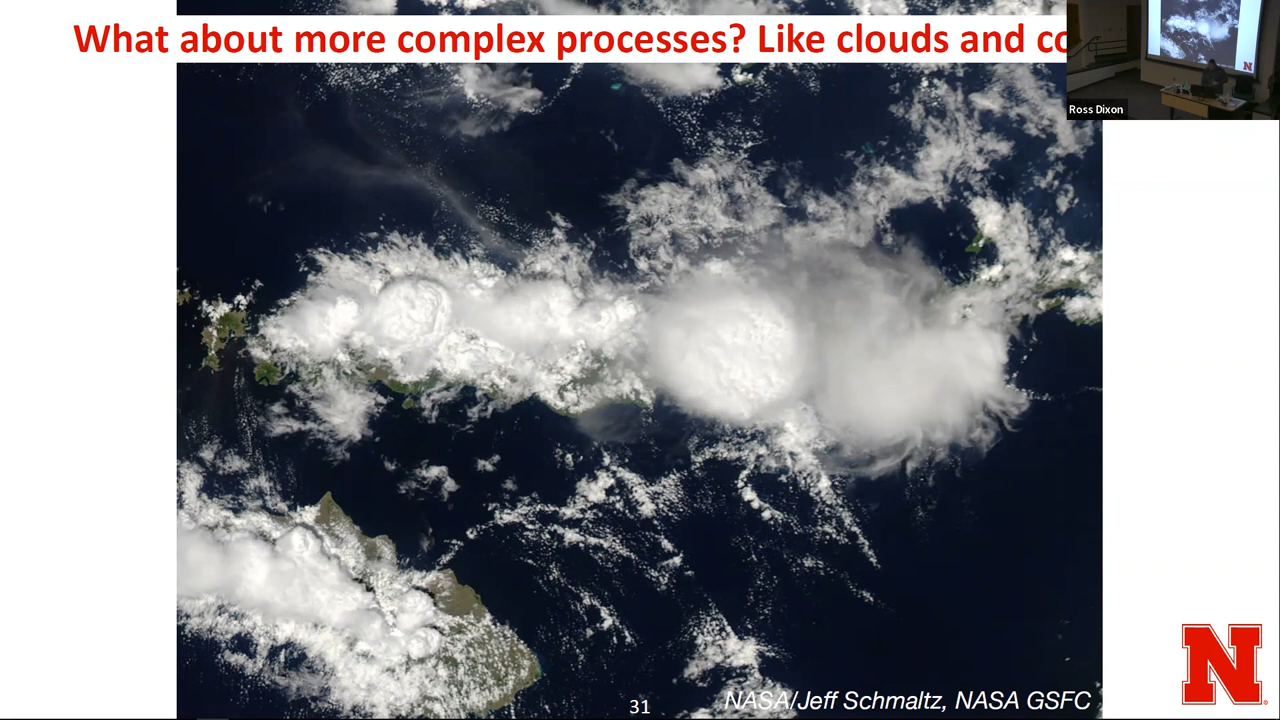 What about more complex processes? Like clouds and co
Ross Dixon
31
NASA/Jeff Schmaltz, NASA GSFC
N